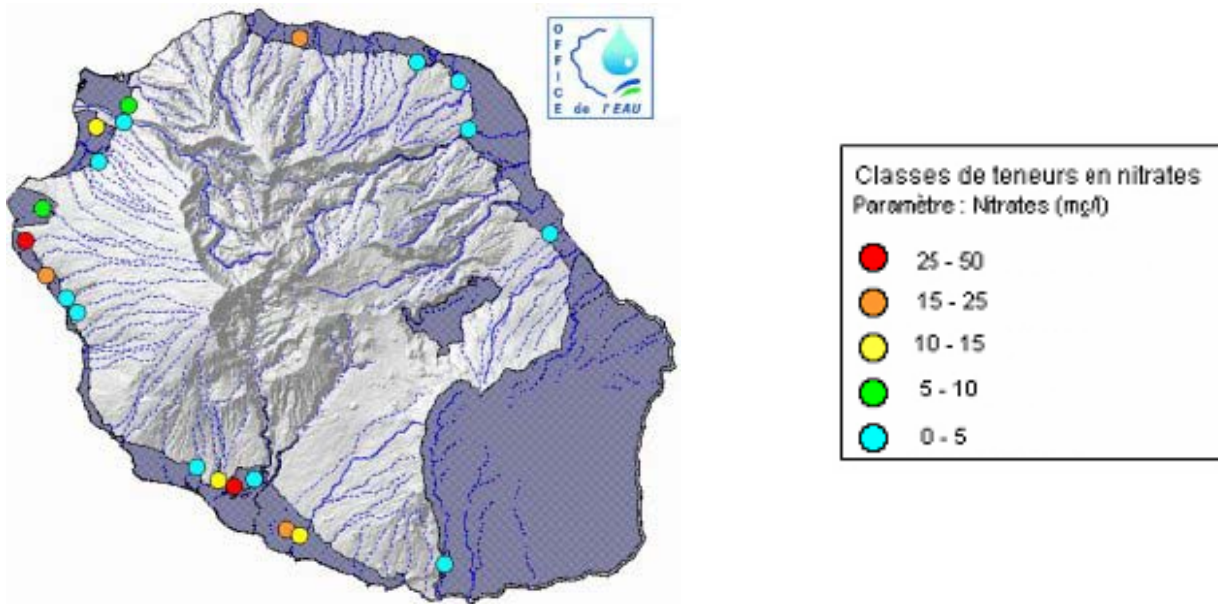 OFFICE
de l'EAU
Classes de teneurs en nitrates
Paramètre : Nitrates (mg/l)
25 - 50
15 - 25
10 - 15
5 - 10
0 - 5